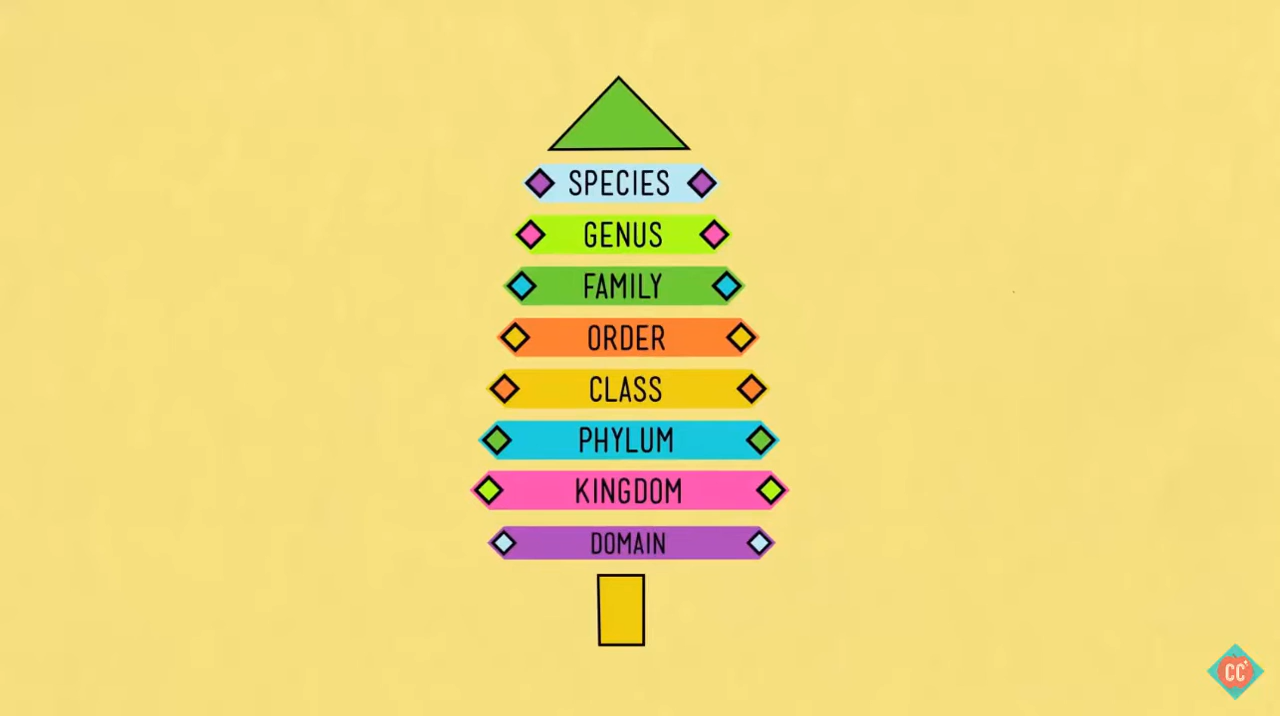 SPECIES
GENUS
FAMILY
ORDER
CLASS
PHYLUM
KINGDOM
DOMAIN
CC